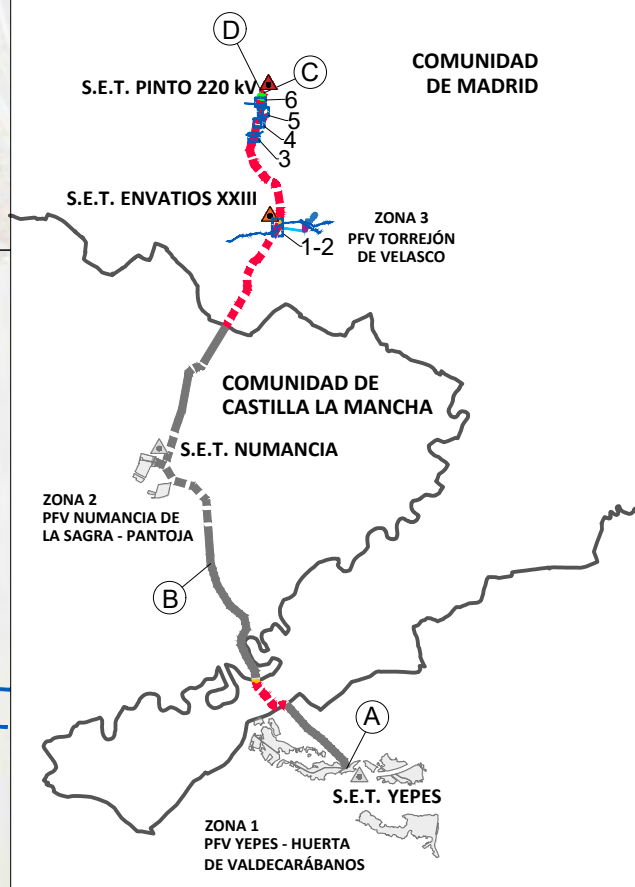 D
C
COMUNIDAD
DE MADRID
S.E.T. PINTO 220 kV
6
5
4
3
S.E.T. ENVATIOS XXIII
ZONA 3
PFV TORREJÓN
DE VELASCO
1-2
COMUNIDAD DE
CASTILLA LA MANCHA
S.E.T. NUMANCIA
ZONA 2
PFV NUMANCIA DE
LA SAGRA - PANTOJA
B
A
S.E.T. YEPES
ZONA 1
PFV YEPES - HUERTA
DE VALDECARÁBANOS